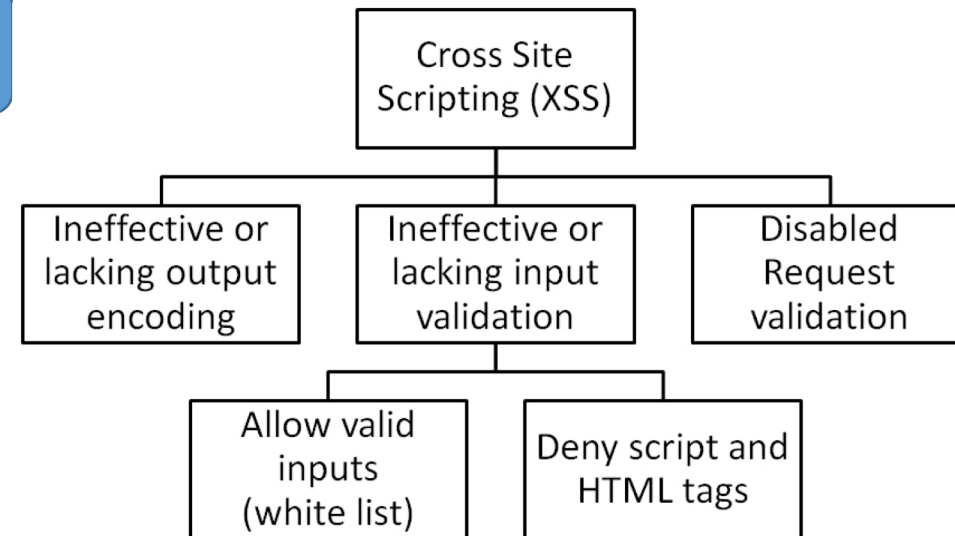 Cross Site
Scripting (XSS)
Ineffective or
lacking output
encoding
Ineffective or
lacking input
validation
Disabled
Request
validation
Allow valid
inputs
(white list)
Deny script and
HTML tags